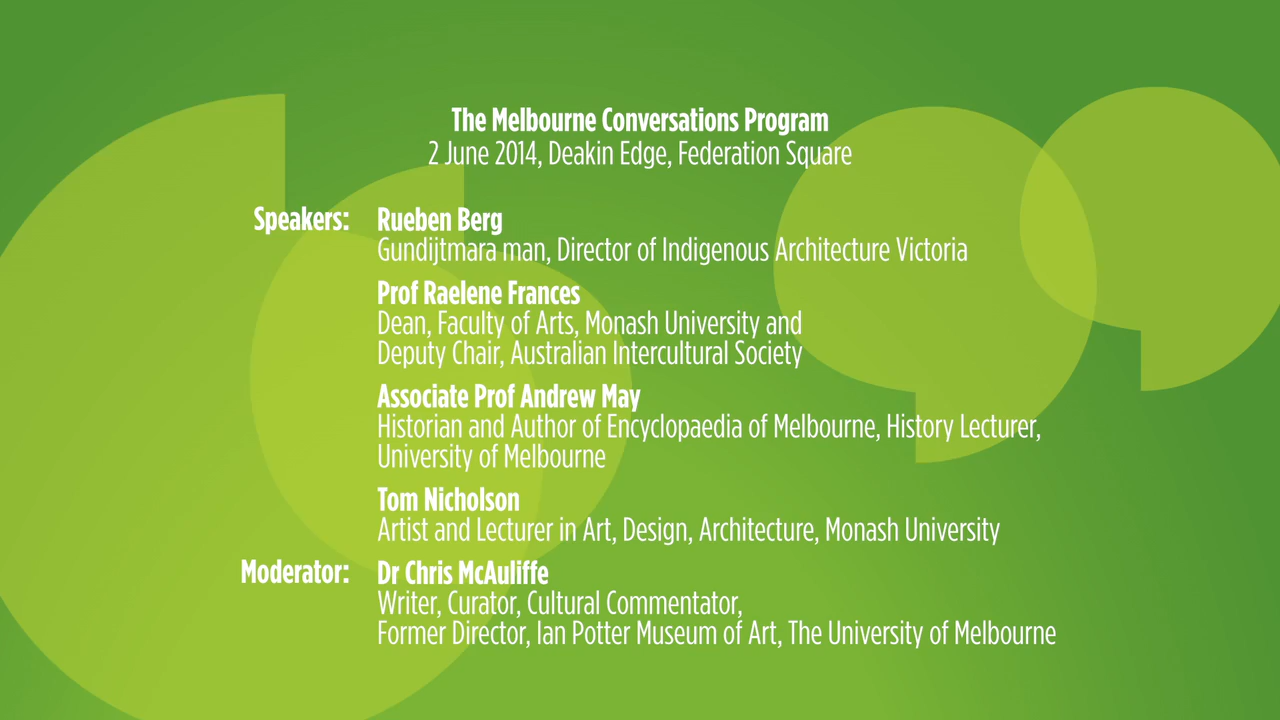 The Melbourne Conversations Program
2 June 2014, Deakin Edge, Federation Square
Speakers: Rueben Berg
Gundijtmara man, Director of Indigenous Architecture Victoria
Prof Raelene Frances
Dean, Faculty of Arts, Monash University and
Deputy Chair, Australian Intercultural Society
Associate Prof Andrew May
Historian and Author of Encyclopaedia of Melbourne, History Lecturer,
University of Melbourne
Tom Nicholson
Artist and Lecturer in Art, Design, Architecture, Monash University
Moderator: Dr Chris McAuliffe
Writer, Curator, Cultural Commentator,
Former Director, Ian Potter Museum of Art, The University of Melbourne